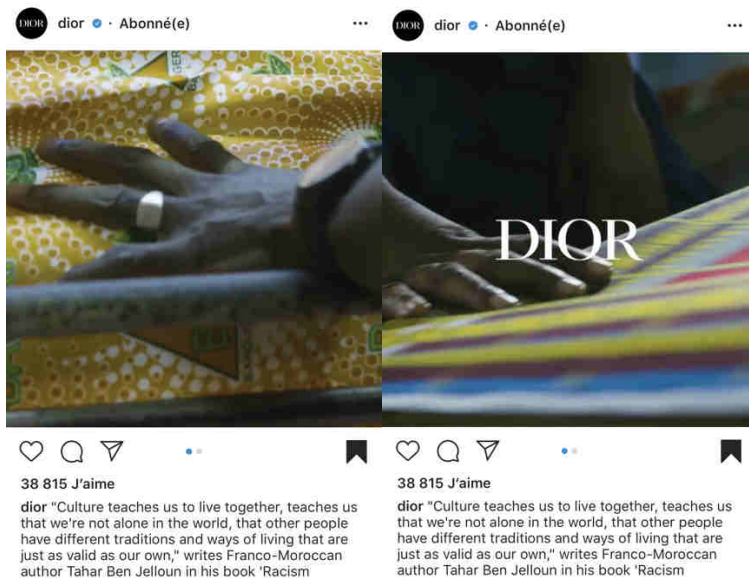 DIOR dior · Abonné(e) ...
38 815 J’aime
dior "Culture teaches us to live together, teaches us
that we're not alone in the world, that other people
have different traditions and ways of living that are
just as valid as our own," writes Franco-Moroccan
author Tahar Ben Jelloun in his book 'Racism
DIOR dior · Abonné(e) ...
DIOR
38 815 J’aime
dior "Culture teaches us to live together, teaches us
that we're not alone in the world, that other people
have different traditions and ways of living that are
just as valid as our own," writes Franco-Moroccan
author Tahar Ben Jelloun in his book 'Racism